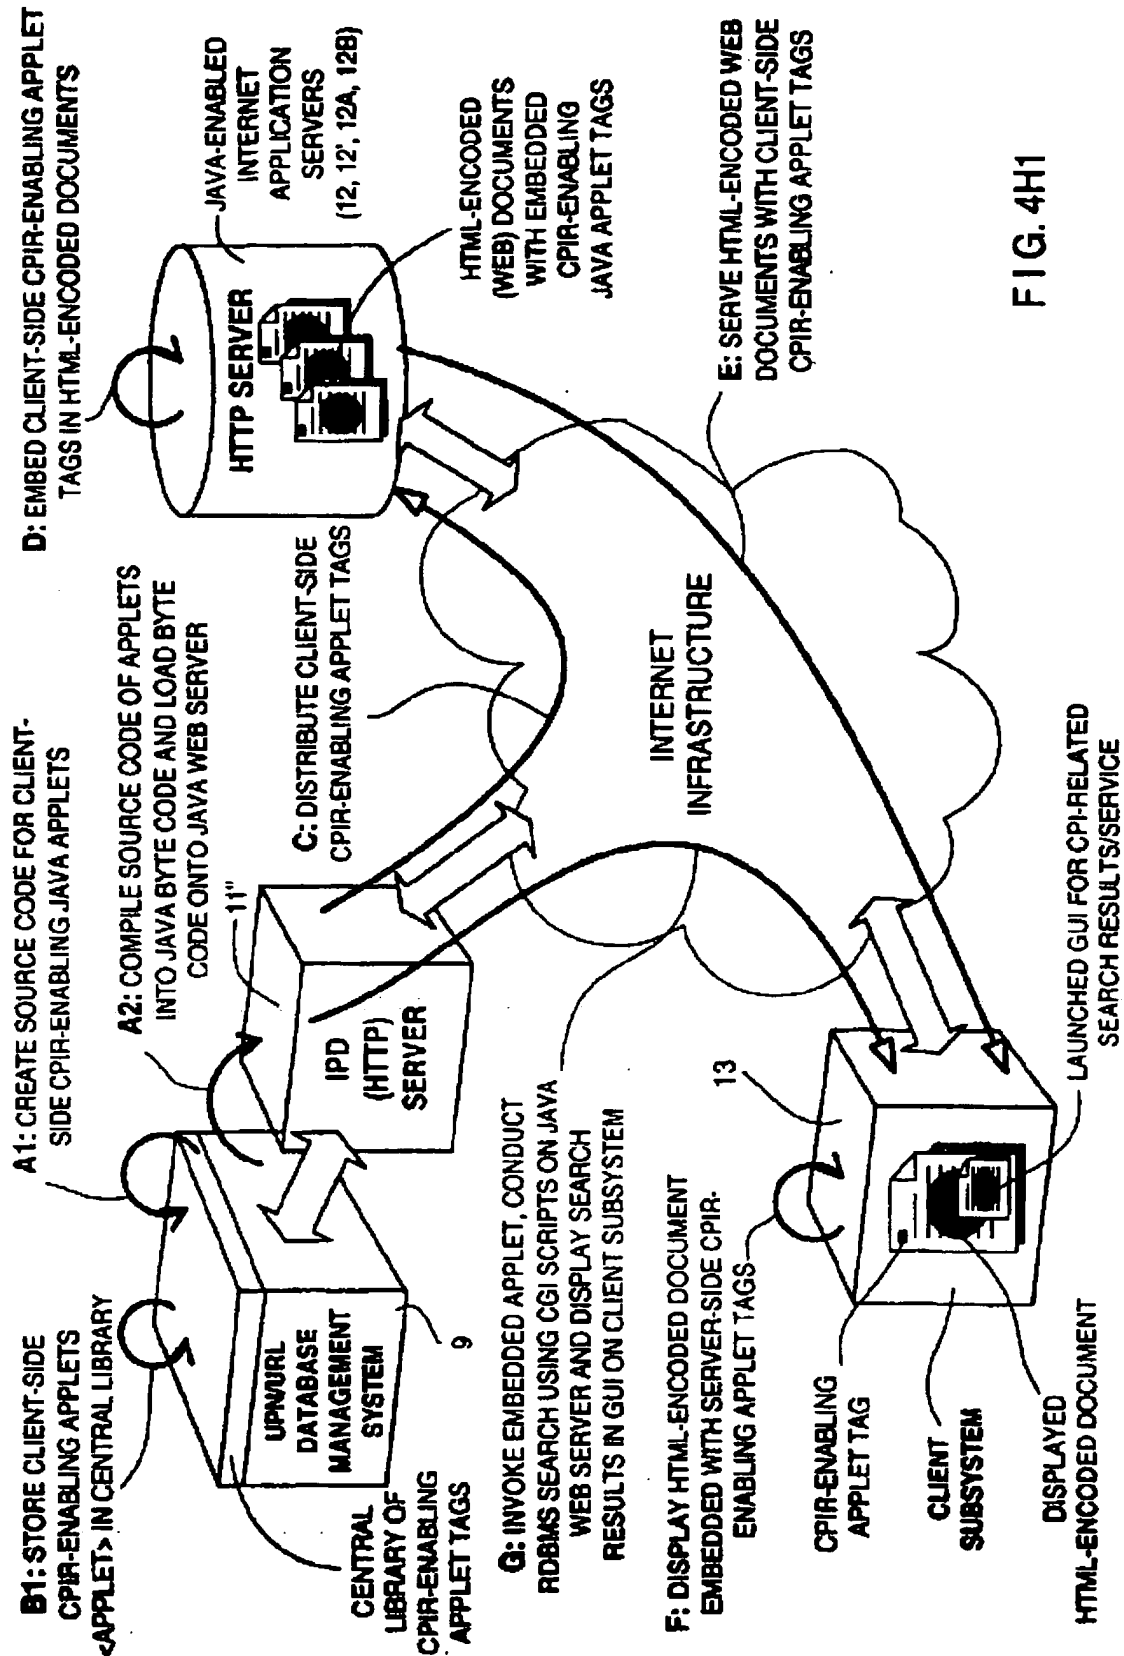 B1: STORE CLIENT-SIDE
CPIR-ENABLING APPLETS
<APPLET> IN CENTRAL LIBRARY
A1: CREATE SOURCE CODE FOR CLIENT-
SIDE CPIR-ENABLING JAVA APPLETS
A2: COMPILE SOURCE CODE OF APPLETS
INTO JAVA BYTE CODE AND LOAD BYTE
CODE ONTO JAVA WEB SERVER
D: EMBED CLIENT-SIDE CPIR-ENABLING APPLET
TAGS IN HTML-ENCODED DOCUMENTS
JAVA-ENABLED
INTERNET
APPLICATION
SERVERS
(12, 12', 12A, 12B)
HTTP SERVER
HTML-ENCODED
(WEB) DOCUMENTS
WITH EMBEDDED
CPIR-ENABLING
JAVA APPLET TAGS
C: DISTRIBUTE CLIENT-SIDE
CPIR-ENABLING APPLET TAGS
11"
IPD
(HTTP)
SERVER
UPN/URL
DATABASE
MANAGEMENT
SYSTEM
9
CENTRAL
LIBRARY OF
CPIR-ENABLING
APPLET TAGS
G: INVOKE EMBEDDED APPLET, CONDUCT
RDBMS SEARCH USING CGI SCRIPTS ON JAVA
WEB SERVER AND DISPLAY SEARCH
RESULTS IN GUI ON CLIENT SUBSYSTEM
INTERNET
INFRASTRUCTURE
E: SERVE HTML-ENCODED WEB
DOCUMENTS WITH CLIENT-SIDE
CPIR-ENABLING APPLET TAGS
F: DISPLAY HTML-ENCODED DOCUMENT
EMBEDDED WITH SERVER-SIDE CPIR-
ENABLING APPLET TAGS
13
CPIR-ENABLING
APPLET TAG
CLIENT
SUBSYSTEM
DISPLAYED
HTML-ENCODED DOCUMENT
LAUNCHED GUI FOR CPI-RELATED
SEARCH RESULTS/SERVICE
FIG. 4H1